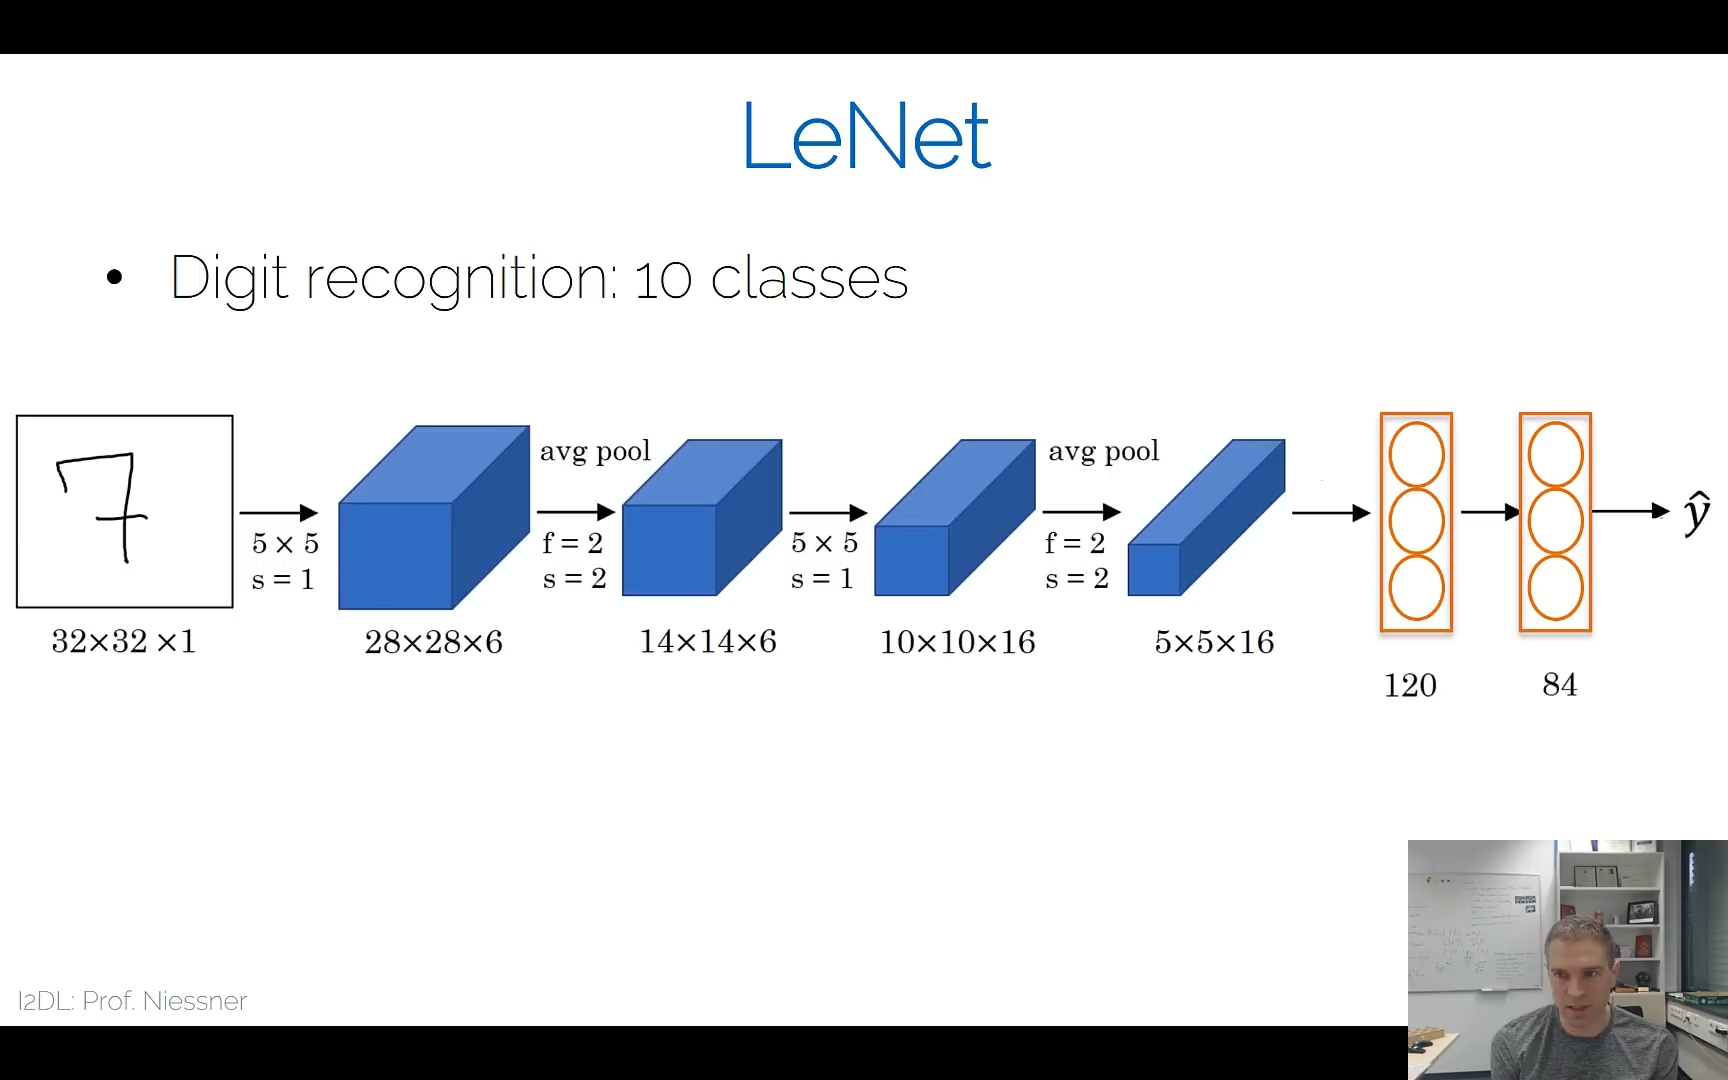 LeNet
• Digit recognition: 10 classes
7
avg pool
avg pool
5 × 5
s = 1
f = 2
s = 2
5 × 5
s = 1
f = 2
s = 2
ŷ
32×32 ×1
28×28×6
14×14×6
10×10×16
5×5×16
120
84
I2DL: Prof. Niessner